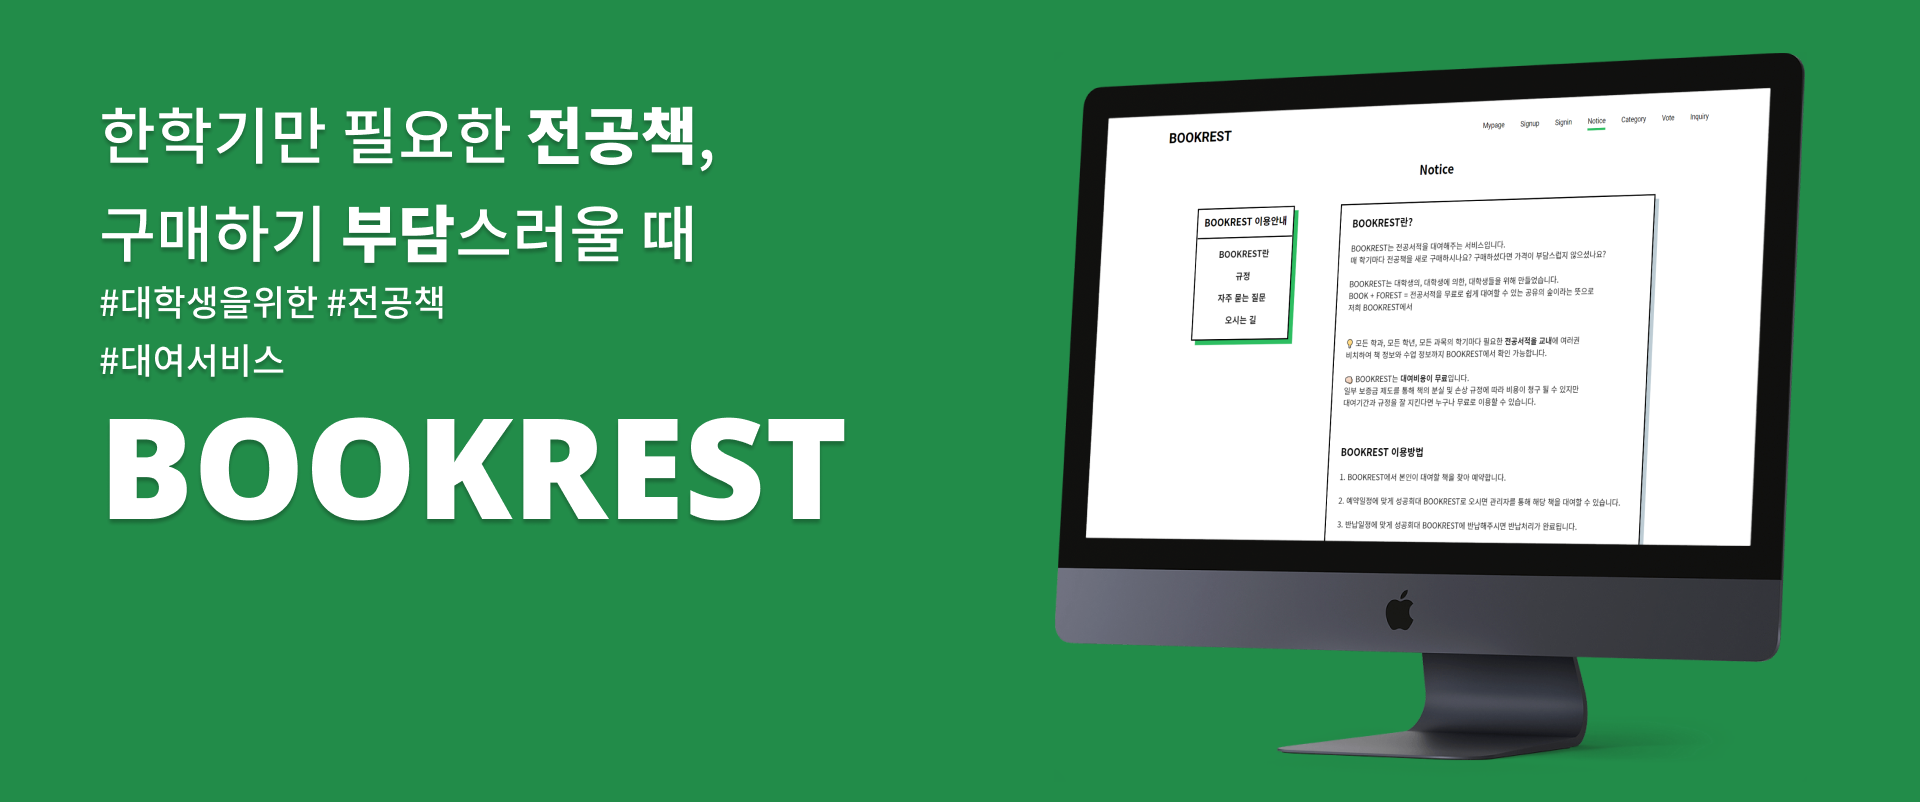 한학기만 필요한 전공책,
구매하기 부담스러울 때
#대학생을위한 #전공책
#대여서비스
BOOKREST
BOOKREST
Mypage Signup Signin Notice Category Vote Inquiry
Notice
BOOKREST 이용안내
BOOKREST란
규정
자주 묻는 질문
오시는 길
BOOKREST란?
BOOKREST는 전공서적을 대여해주는 서비스입니다.
매 학기마다 전공책을 새로 구매하시나요? 구매하셨다면 가격이 부담스럽지 않으셨나요?
BOOKREST는 대학생의, 대학생에 의한, 대학생들을 위해 만들었습니다.
BOOK + FOREST = 전공서적을 무료로 쉽게 대여할 수 있는 공유의 숲이라는 뜻으로
저희 BOOKREST에서
💡 모든 학과, 모든 학년, 모든 과목의 학기마다 필요한 전공서적을 교내에 여러권
비치하여 책 정보와 수업 정보까지 BOOKREST에서 확인 가능합니다.
BOOKREST는 대여비용이 무료입니다.
일부 보증금 제도를 통해 책의 분실 및 손상 규정에 따라 비용이 청구 될 수 있지만
대여기간과 규정을 잘 지킨다면 누구나 무료로 이용할 수 있습니다.
BOOKREST 이용방법
1. BOOKREST에서 본인이 대여할 책을 찾아 예약합니다.
2. 예약일정에 맞게 성공회대 BOOKREST로 오시면 관리자를 통해 해당 책을 대여할 수 있습니다.
3. 반납일정에 맞게 성공회대 BOOKREST에 반납해주시면 반납처리가 완료됩니다.